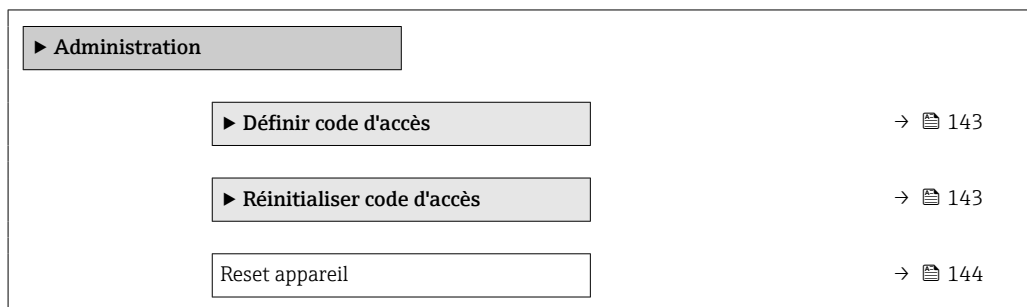 ▶ Administration
▶ Définir code d'accès → 143
▶ Réinitialiser code d'accès → 143
Reset appareil → 144